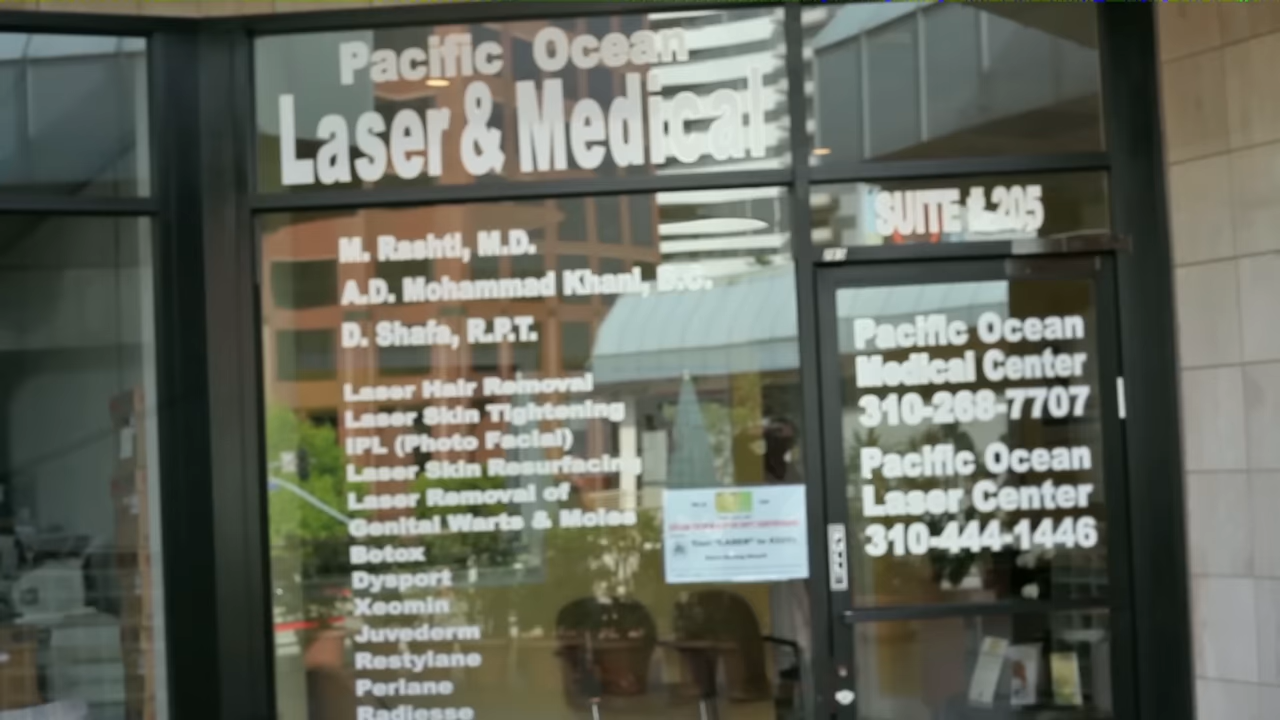 Pacific Ocean
Laser & Medical
M. Rashti, M.D.
A.D. Mohammad Khani, D.C.
D. Shafa, R.P.T.
Laser Hair Removal
Laser Skin Tightening
IPL (Photo Facial)
Laser Skin Resurfacing
Laser Removal of
Genital Warts & Moles
Botox
Dysport
Xeomin
Juvederm
Restylane
Perlane
Radiesse
SUITE # 205
Pacific Ocean
Medical Center
310-268-7707
Pacific Ocean
Laser Center
310-444-1446